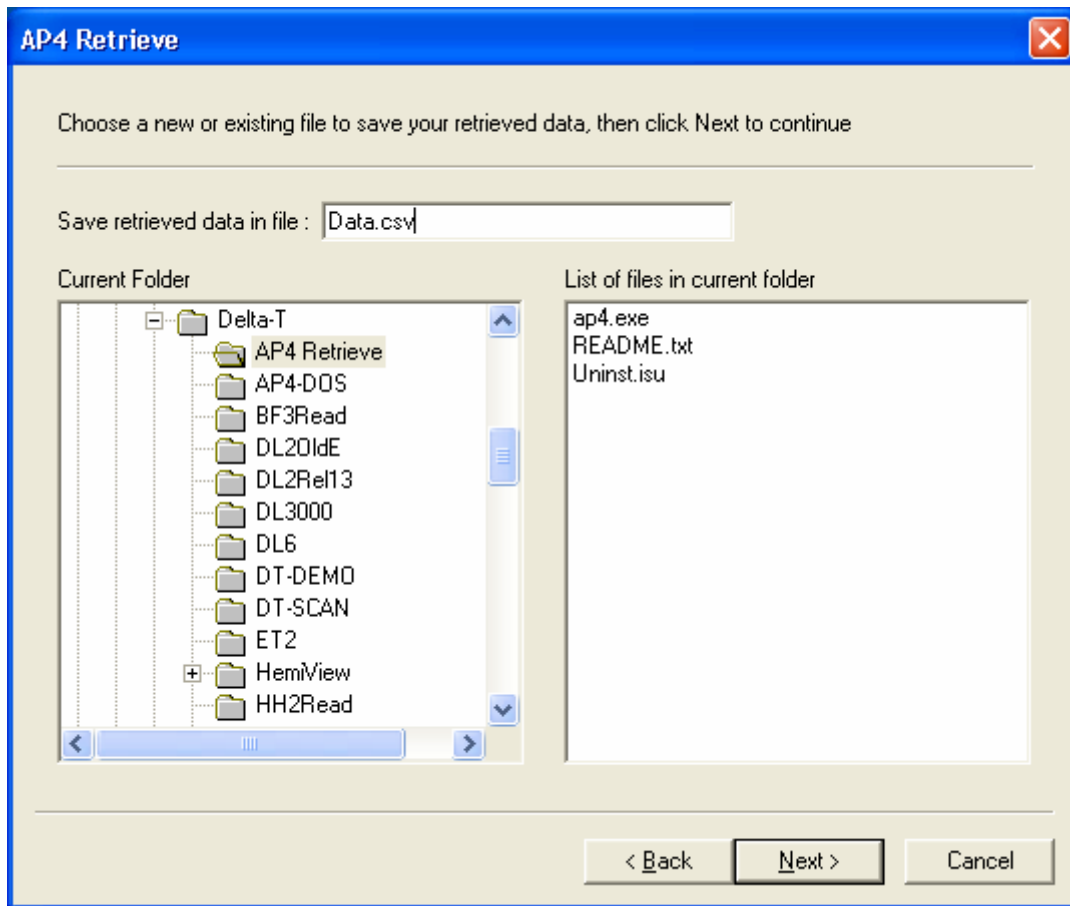 AP4 Retrieve
Choose a new or existing file to save your retrieved data, then click Next to continue
Save retrieved data in file : Data.csv
Current Folder
Delta-T
AP4 Retrieve
AP4-DOS
BF3Read
DL2OldE
DL2Rel13
DL3000
DL6
DT-DEMO
DT-SCAN
ET2
HemiView
HH2Read
List of files in current folder
ap4.exe
README.txt
Uninst.isu
< Back
Next >
Cancel